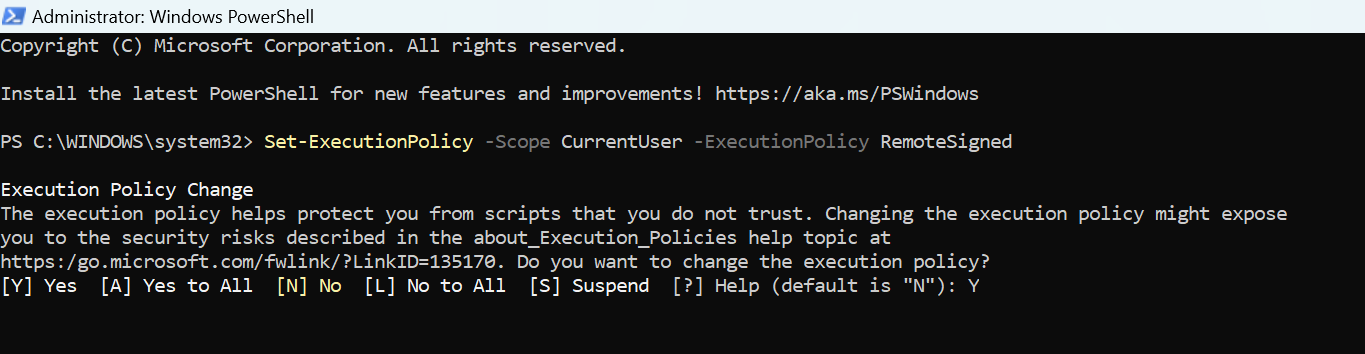 Administrator: Windows PowerShell
Copyright (C) Microsoft Corporation. All rights reserved.
Install the latest PowerShell for new features and improvements! https://aka.ms/PSWindows
PS C:\WINDOWS\system32> Set-ExecutionPolicy -Scope CurrentUser -ExecutionPolicy RemoteSigned
Execution Policy Change
The execution policy helps protect you from scripts that you do not trust. Changing the execution policy might expose
you to the security risks described in the about_Execution_Policies help topic at
https:/go.microsoft.com/fwlink/?LinkID=135170. Do you want to change the execution policy?
[Y] Yes  [A] Yes to All  [N] No  [L] No to All  [S] Suspend  [?] Help (default is "N"): Y